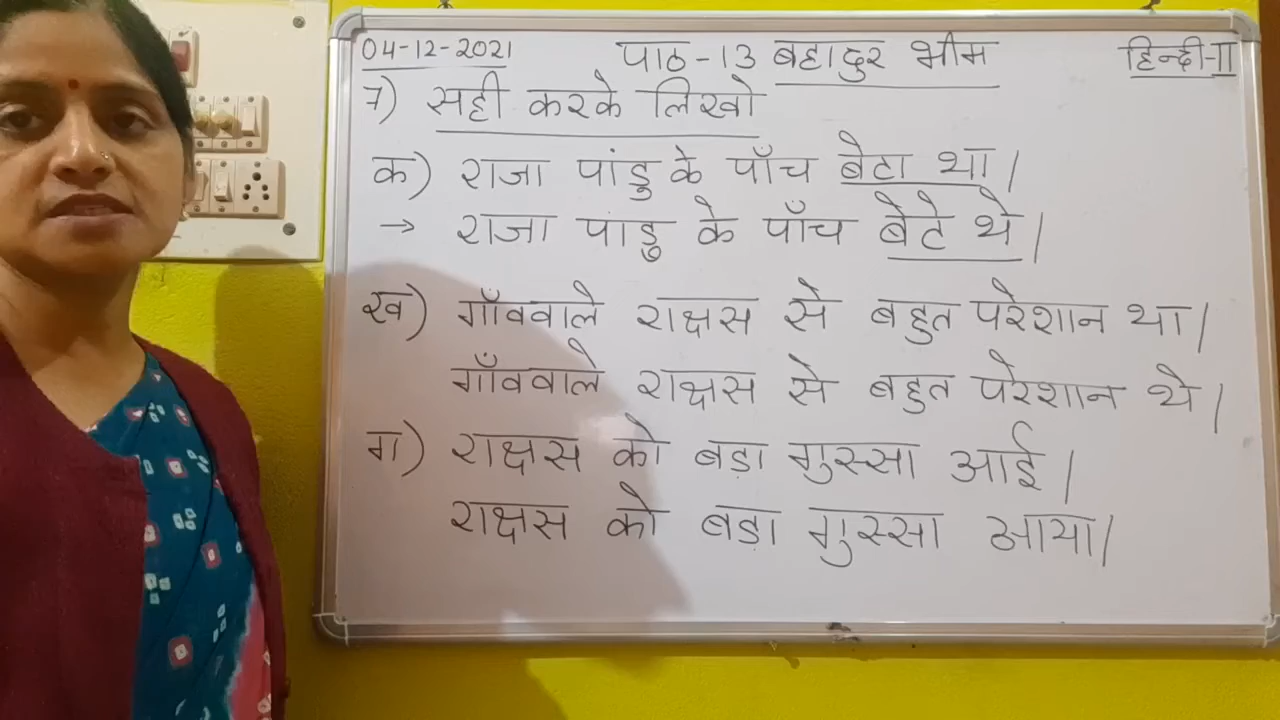 04-12-2021 पाठ-13 बहादुर भीम हिन्दी-II
7) सही करके लिखो
क) राजा पांडु के पाँच बेटा था।
→ राजा पांडु के पाँच बेटे थे।
ख) गाँववाले राक्षस से बहुत परेशान था।
गाँववाले राक्षस से बहुत परेशान थे।
ग) राक्षस को बड़ा गुस्सा आई।
राक्षस को बड़ा गुस्सा आया।